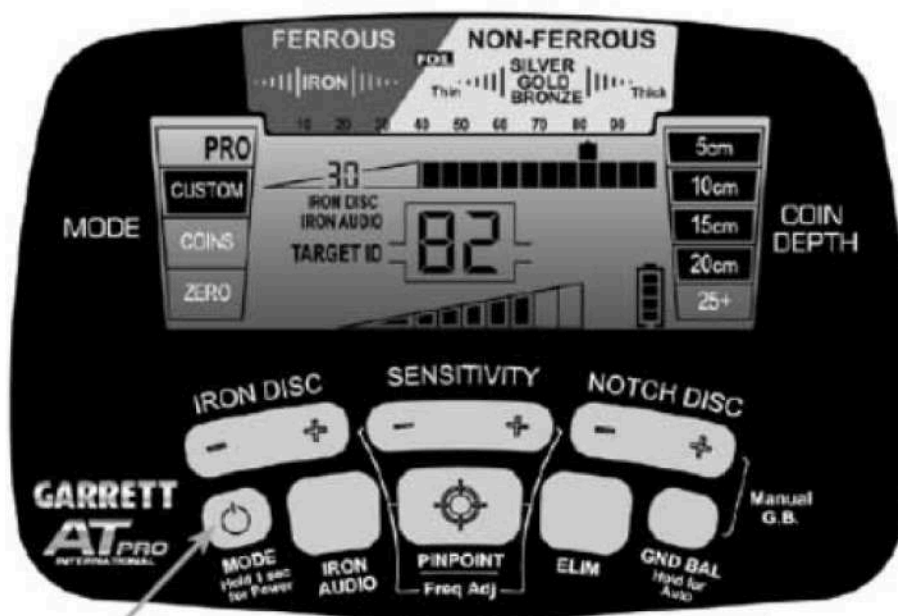 FERROUS
NON-FERROUS
FOIL
IRON
Thin
SILVER
GOLD
BRONZE
Thick
10 20 30 40 50 60 70 80 90
PRO
CUSTOM
COINS
ZERO
MODE
30
IRON DISC
IRON AUDIO
TARGET ID
82
5cm
10cm
15cm
20cm
25+
COIN
DEPTH
IRON DISC
SENSITIVITY
NOTCH DISC
- +
- +
- +
GARRETT
AT PRO
INTERNATIONAL
MODE
Hold 1 sec
for Power
IRON
AUDIO
PINPOINT
Freq Adj
ELIM
GND BAL
Hold for
Auto
Manual
G.B.